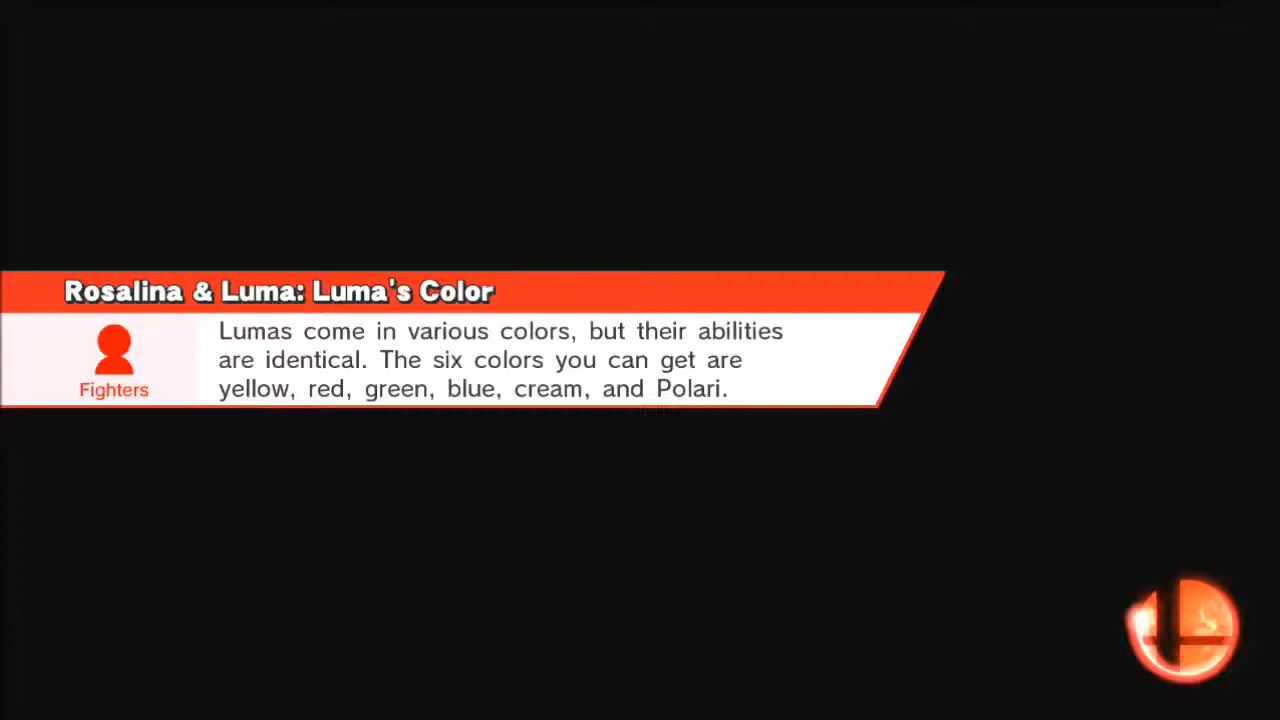 Rosalina & Luma: Luma's Color
Lumas come in various colors, but their abilities
are identical. The six colors you can get are
yellow, red, green, blue, cream, and Polari.
Fighters